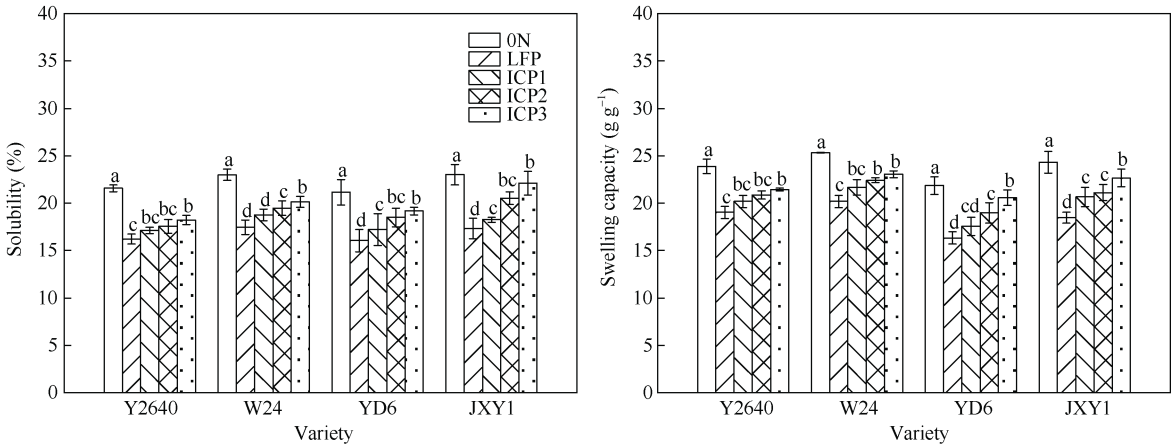 Solubility (%)
40
35
30
25
20
15
10
5
0
0N
LFP
ICP1
ICP2
ICP3
a
c
bc
bc
b
a
d
d
c
b
a
d
cd
bc
b
a
d
c
bc
b
Y2640
W24
YD6
JXY1
Variety
Swelling capacity (g g⁻¹)
40
35
30
25
20
15
10
5
0
a
c
bc
bc
b
a
c
bc
b
b
a
d
cd
c
b
a
d
c
c
b
Y2640
W24
YD6
JXY1
Variety